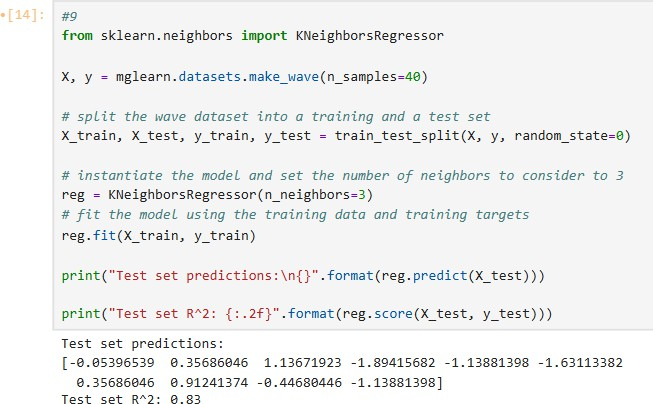 [14]:
#9
from sklearn.neighbors import KNeighborsRegressor
X, y = mglearn.datasets.make_wave(n_samples=40)
# split the wave dataset into a training and a test set
X_train, X_test, y_train, y_test = train_test_split(X, y, random_state=0)
# instantiate the model and set the number of neighbors to consider to 3
reg = KNeighborsRegressor(n_neighbors=3)
# fit the model using the training data and training targets
reg.fit(X_train, y_train)
print("Test set predictions:\n{}".format(reg.predict(X_test)))
print("Test set R^2: {:.2f}".format(reg.score(X_test, y_test)))
Test set predictions:
[-0.05396539  0.35686046  1.13671923 -1.89415682 -1.13881398 -1.63113382
  0.35686046  0.91241374 -0.44680446 -1.13881398]
Test set R^2: 0.83